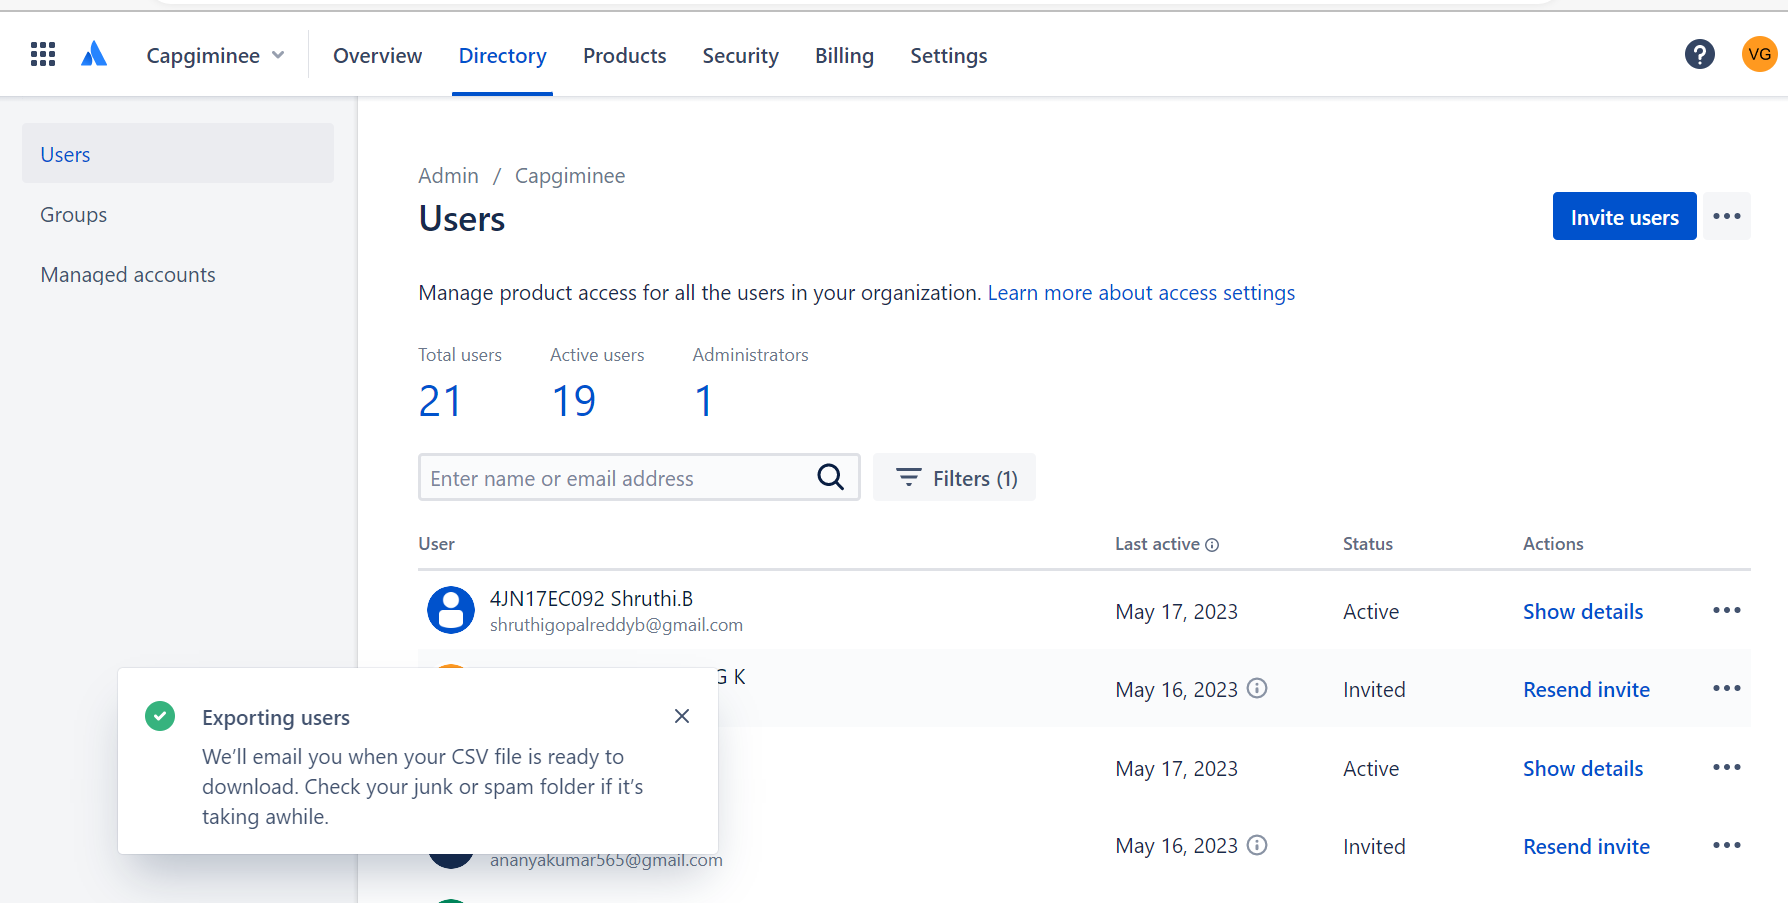 Capgiminee
Overview
Directory
Products
Security
Billing
Settings
?
VG
Users
Groups
Managed accounts
Admin / Capgiminee
Users
Invite users
Manage product access for all the users in your organization. Learn more about access settings
Total users
Active users
Administrators
21
19
1
Enter name or email address
Filters (1)
User
Last active
Status
Actions
4JN17EC092 Shruthi.B
shruthigopalreddyb@gmail.com
May 17, 2023
Active
Show details
G K
May 16, 2023
Invited
Resend invite
Exporting users
We'll email you when your CSV file is ready to
download. Check your junk or spam folder if it's
taking awhile.
May 17, 2023
Active
Show details
ananyakumar565@gmail.com
May 16, 2023
Invited
Resend invite